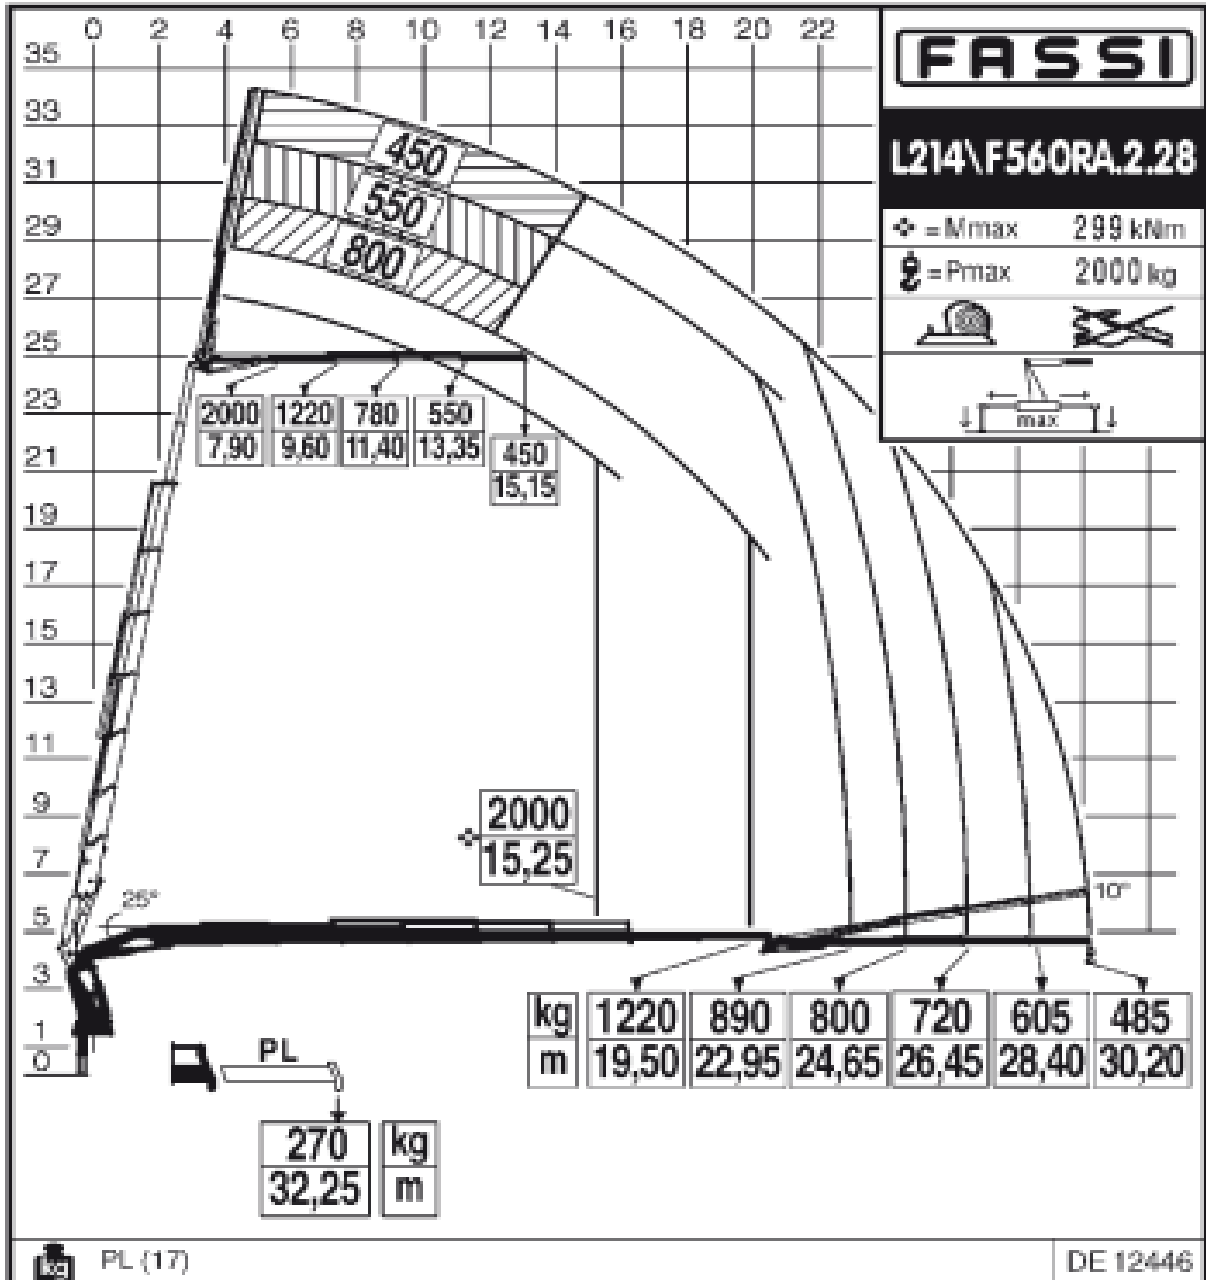 0 2 4 6 8 10 12 14 16 18 20 22
35
33
31
29
27
25
23
21
19
17
15
13
11
9
7
5
3
1
0
FASSI
L214\F560RA.2.28
= Mmax 299 kNm
= Pmax 2000 kg
max
450
550
800
2000 1220 780 550
7,90 9,60 11,40 13,35
450
15,15
2000
15,25
25°
10°
kg 1220 890 800 720 605 485
m 19,50 22,95 24,65 26,45 28,40 30,20
PL
270 kg
32,25 m
kg PL (17) DE 12446